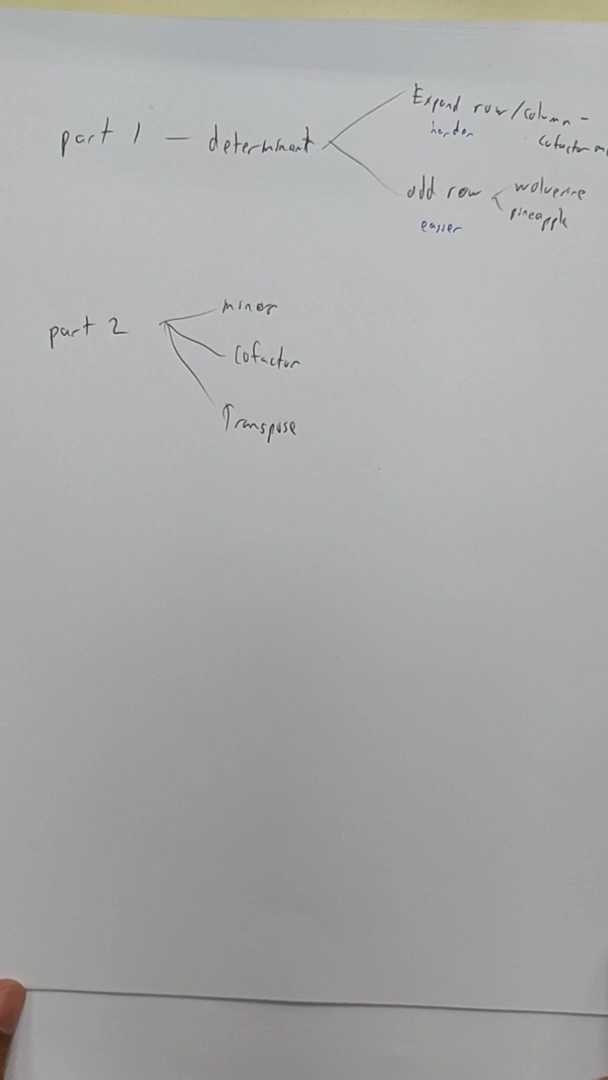 part 1 — determinant
Expand row/column -
harder
cofactor
add row
wolverine
pineapple
easier
part 2
minor
Cofactor
Transpose